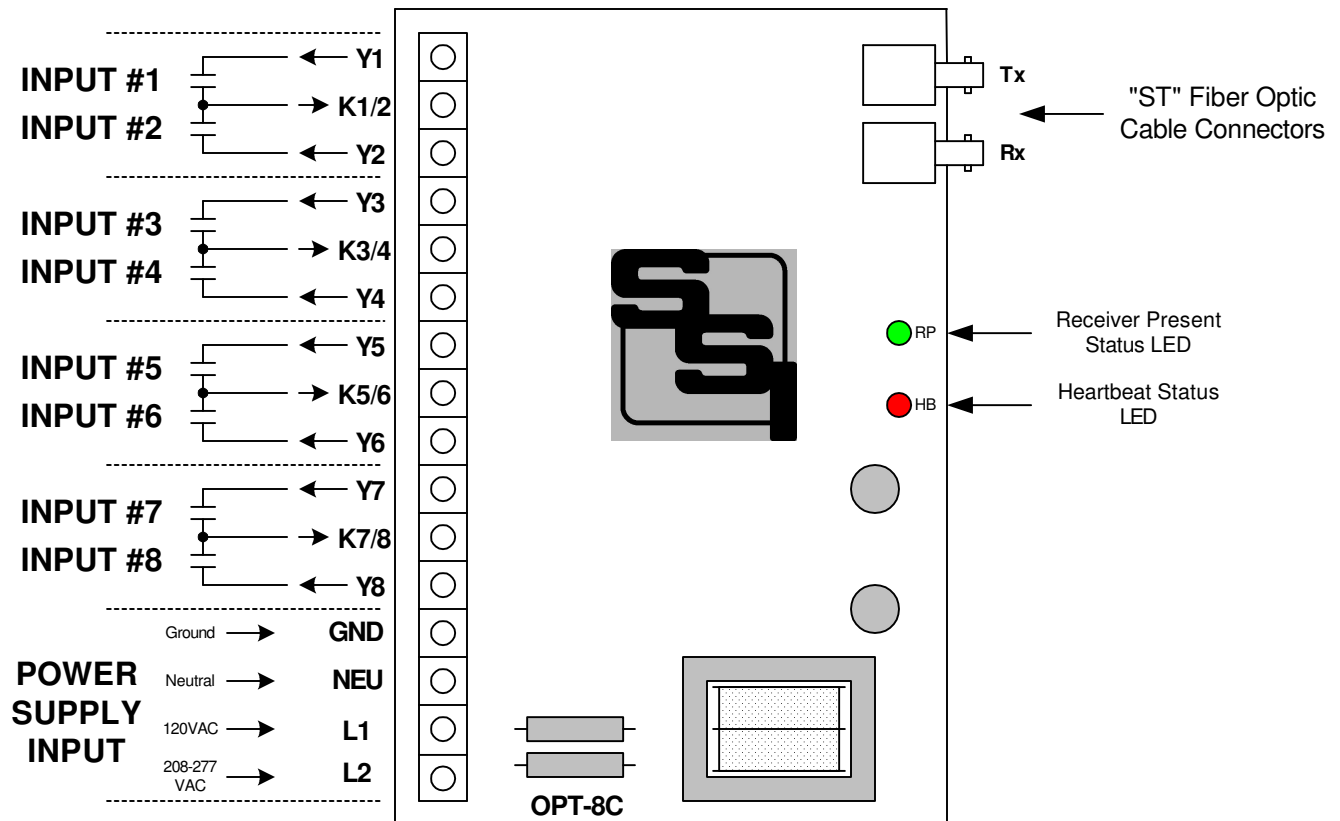 INPUT #1
INPUT #2
Y1
K1/2
Y2
INPUT #3
INPUT #4
Y3
K3/4
Y4
INPUT #5
INPUT #6
Y5
K5/6
Y6
INPUT #7
INPUT #8
Y7
K7/8
Y8
POWER
SUPPLY
INPUT
Ground
GND
Neutral
NEU
120VAC
L1
208-277
VAC
L2
SSI
OPT-8C
Tx
Rx
"ST" Fiber Optic
Cable Connectors
RP
Receiver Present
Status LED
HB
Heartbeat Status
LED